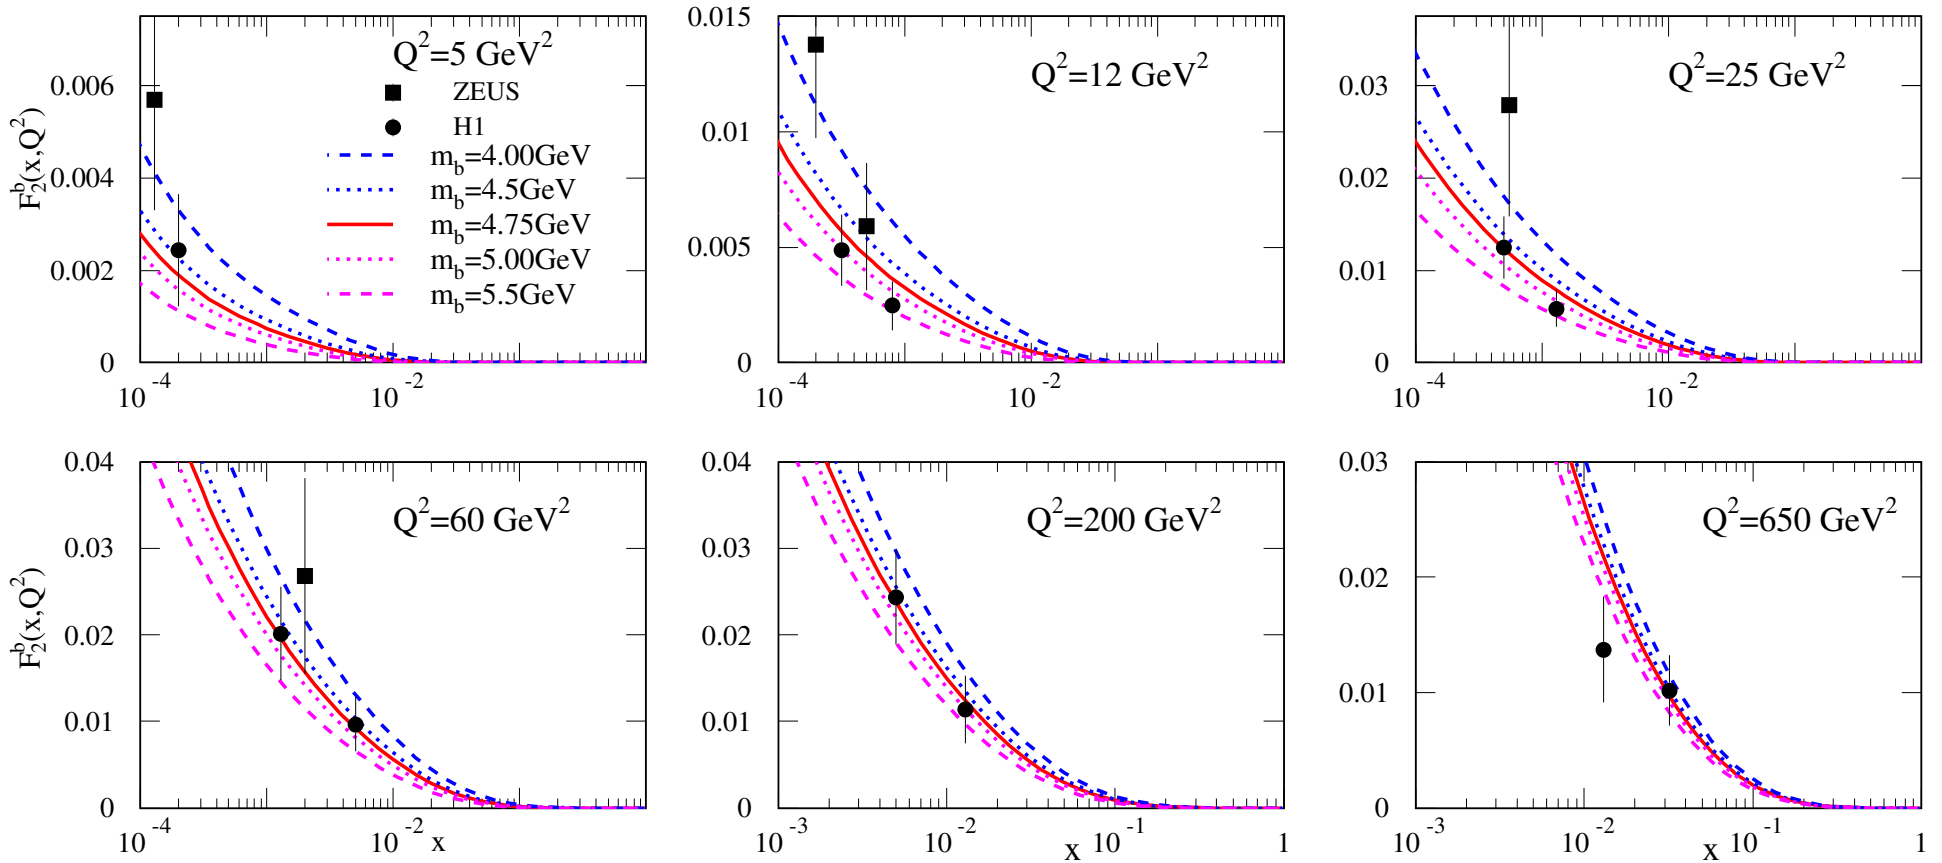 Q²=5 GeV²
ZEUS
H1
m_b=4.00GeV
m_b=4.5GeV
m_b=4.75GeV
m_b=5.00GeV
m_b=5.5GeV
F₂ᵇ(x,Q²)
0.006
0.004
0.002
0
10⁻⁴
10⁻²
Q²=12 GeV²
0.015
0.01
0.005
0
10⁻⁴
10⁻²
Q²=25 GeV²
0.03
0.02
0.01
0
10⁻⁴
10⁻²
Q²=60 GeV²
F₂ᵇ(x,Q²)
0.04
0.03
0.02
0.01
0
10⁻⁴
10⁻²
x
Q²=200 GeV²
0.04
0.03
0.02
0.01
0
10⁻³
10⁻²
x
10⁻¹
1
Q²=650 GeV²
0.03
0.02
0.01
0
10⁻³
10⁻²
x
10⁻¹
1